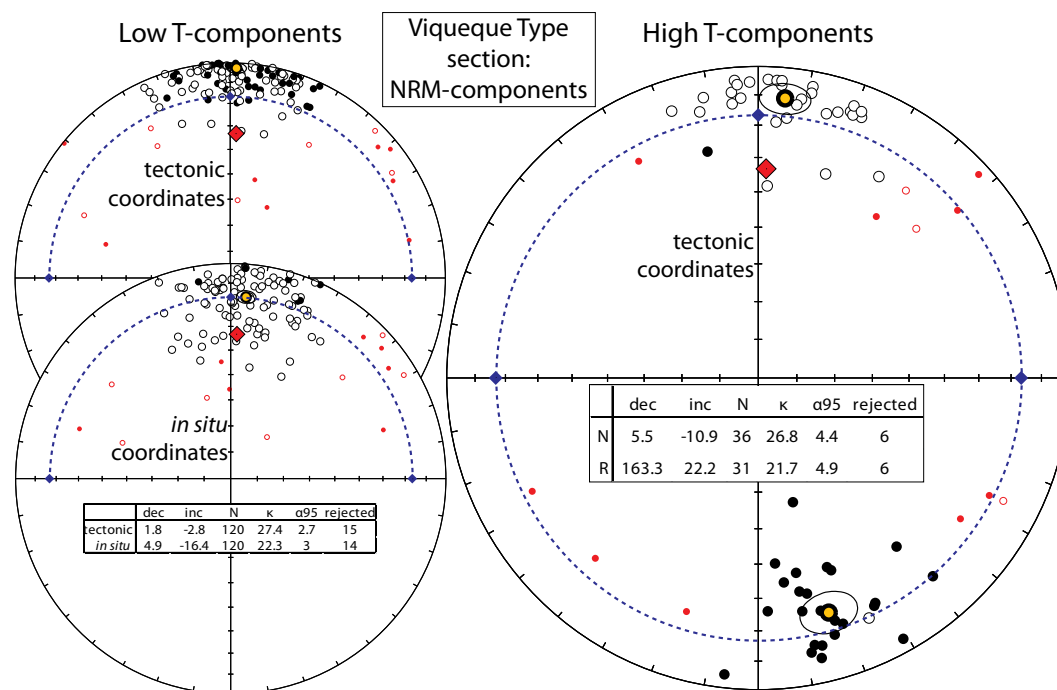 Low T-components
Viqueque Type
section:
NRM-components
High T-components
tectonic
coordinates
in situ
coordinates
dec inc N κ α95 rejected
tectonic 1.8 -2.8 120 27.4 2.7 15
in situ 4.9 -16.4 120 22.3 3 14
tectonic
coordinates
dec inc N κ α95 rejected
N 5.5 -10.9 36 26.8 4.4 6
R 163.3 22.2 31 21.7 4.9 6